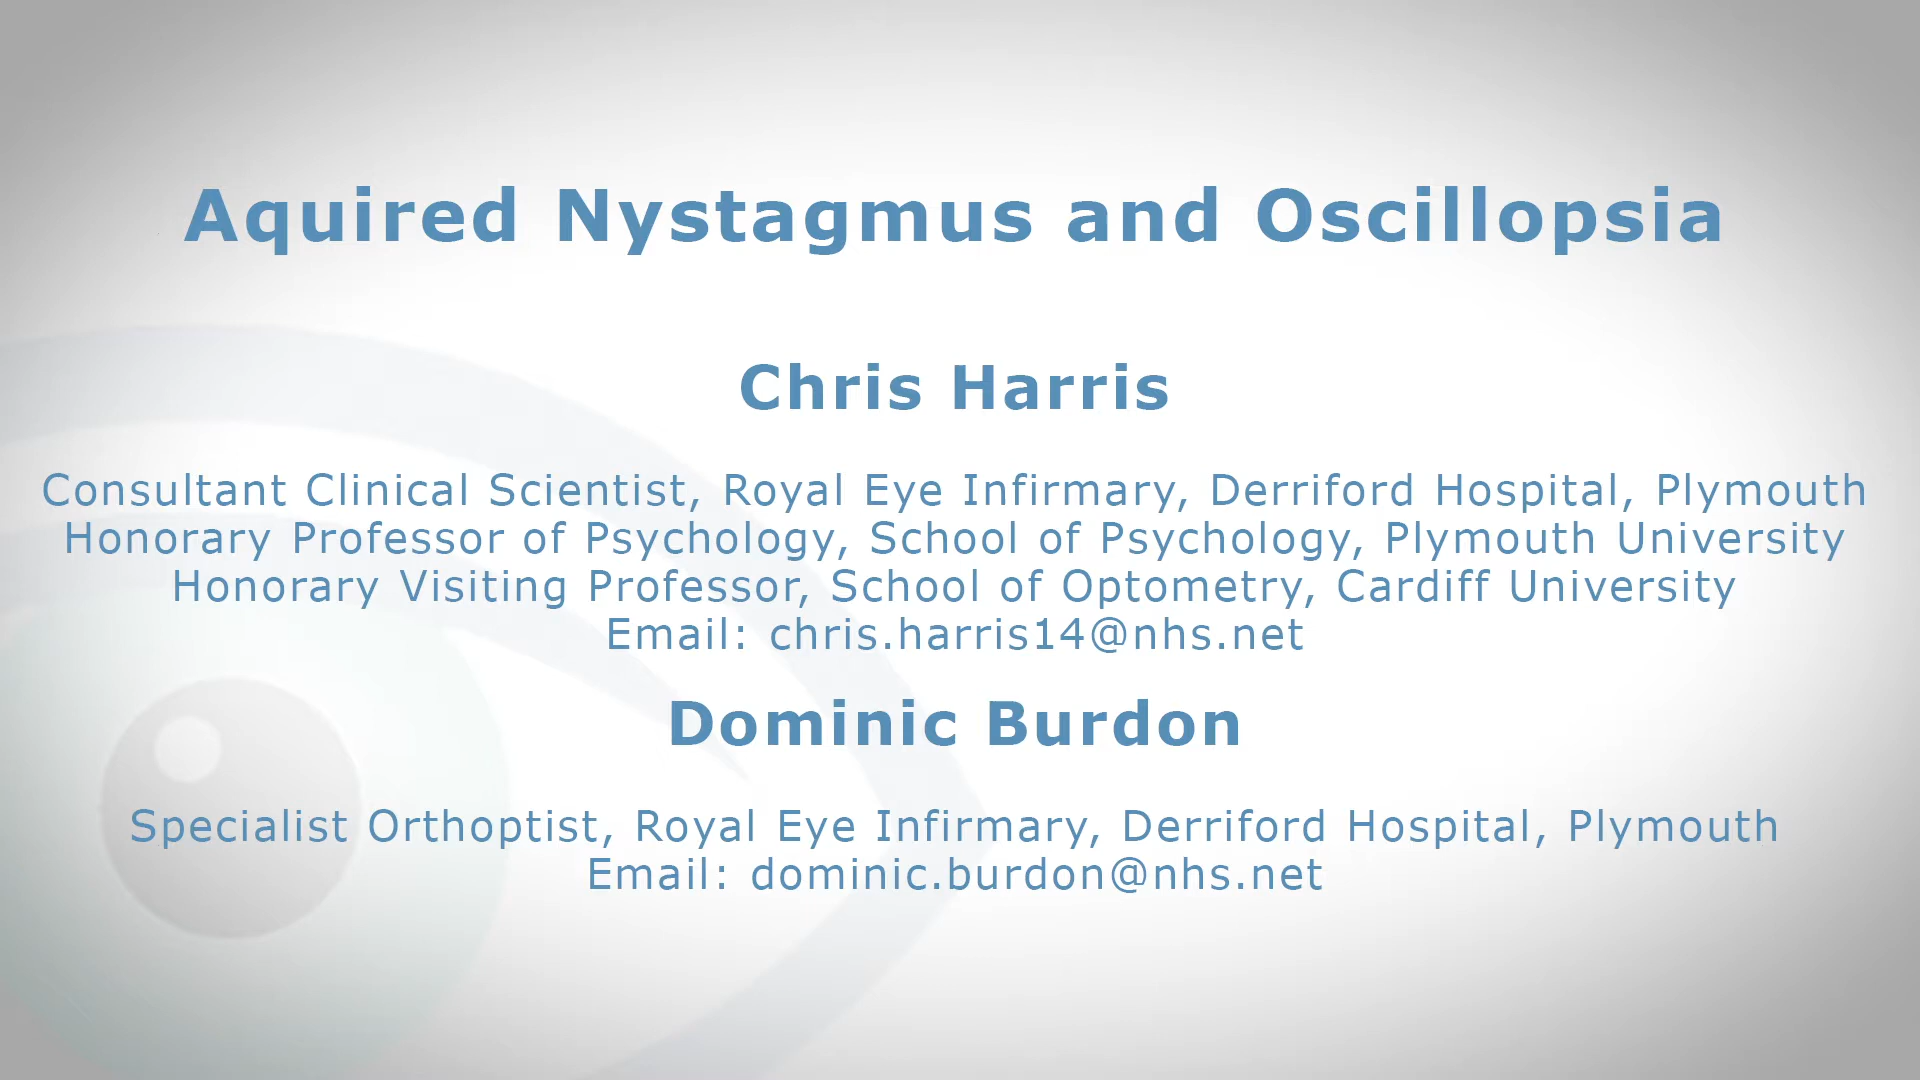 Aquired Nystagmus and Oscillopsia
Chris Harris
Consultant Clinical Scientist, Royal Eye Infirmary, Derriford Hospital, Plymouth
Honorary Professor of Psychology, School of Psychology, Plymouth University
Honorary Visiting Professor, School of Optometry, Cardiff University
Email: chris.harris14@nhs.net
Dominic Burdon
Specialist Orthoptist, Royal Eye Infirmary, Derriford Hospital, Plymouth
Email: dominic.burdon@nhs.net